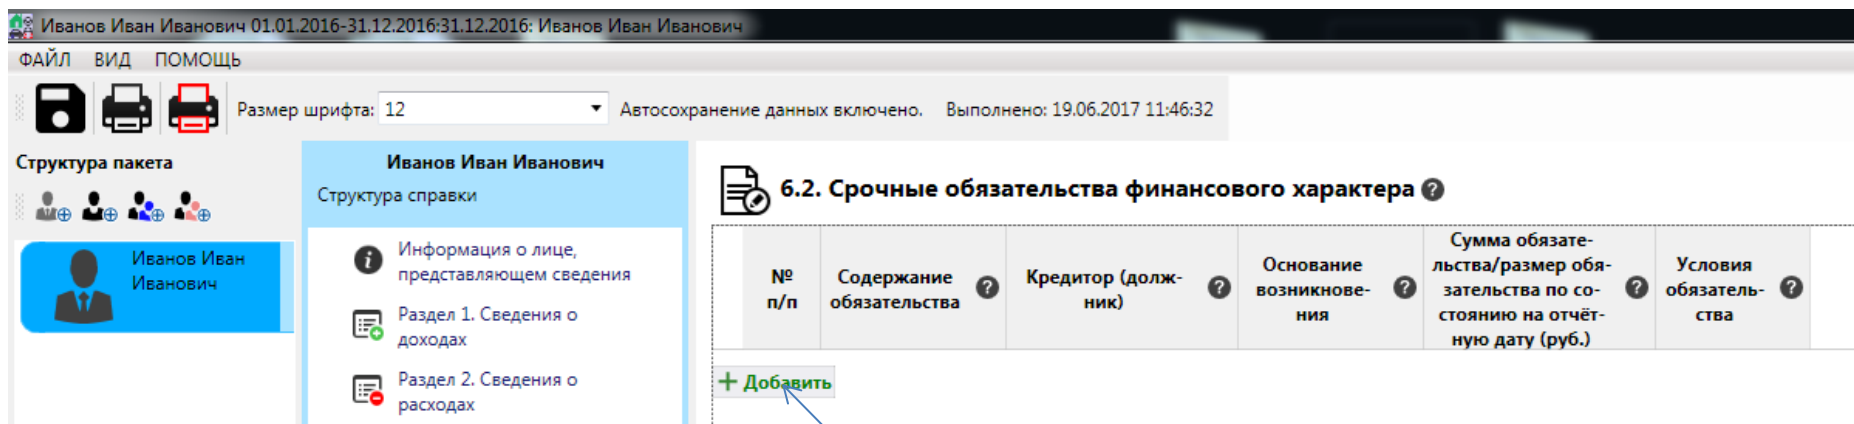 Иванов Иван Иванович 01.01.2016-31.12.2016:31.12.2016: Иванов Иван Иванович
ФАЙЛ ВИД ПОМОЩЬ
Размер шрифта: 12 Автосохранение данных включено. Выполнено: 19.06.2017 11:46:32
Структура пакета
Иванов Иван
Иванович
Иванов Иван Иванович
Структура справки
Информация о лице,
представляющем сведения
Раздел 1. Сведения о
доходах
Раздел 2. Сведения о
расходах
6.2. Срочные обязательства финансового характера
№
п/п
Содержание
обязательства
Кредитор (долж-
ник)
Основание
возникнове-
ния
Сумма обязате-
льства/размер обя-
зательства по со-
стоянию на отчёт-
ную дату (руб.)
Условия
обязатель-
ства
Добавить